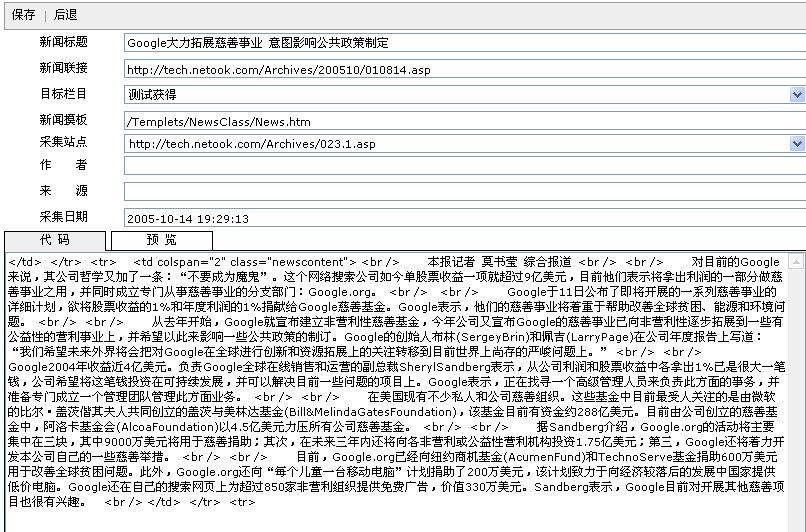 保存 | 后退
新闻标题 Google大力拓展慈善事业 意图影响公共政策制定
新闻联接 http://tech.netook.com/Archives/200510/010814.asp
目标栏目 测试获得
新闻摸板 /Templets/NewsClass/News.htm
采集站点 http://tech.netook.com/Archives/023.1.asp
作 者
来 源
采集日期 2005-10-14 19:29:13
代 码 预 览
</td> </tr> <tr> <td colspan="2" class="newscontent"> <br /> 本报记者 莫书莹 综合报道 <br /> <br /> 对目前的Google
来说，其公司哲学又加了一条：“不要成为魔鬼”。这个网络搜索公司如今单股票收益一项就超过9亿美元，目前他们表示将拿出利润的一部分做慈
善事业之用，并同时成立专门从事慈善事业的分支部门：Google.org。 <br /> <br /> Google于11日公布了即将开展的一系列慈善事业的
详细计划，欲将股票收益的1%和年度利润的1%捐献给Google慈善基金。Google表示，他们的慈善事业将着重于帮助改善全球贫困、能源和环境问
题。 <br /> <br /> 从去年开始，Google就宣布建立非营利性慈善基金，今年公司又宣布Google的慈善事业已向非营利性逐步拓展到一些有
公益性的营利事业上，并希望以此来影响一些公共政策的制订。Google的创始人布林(SergeyBrin)和佩吉(LarryPage)在公司年度报告上写道：
“我们希望未来外界将会把对Google在全球进行创新和资源拓展上的关注转移到目前世界上尚存的严峻问题上。” <br /> <br />
Google2004年收益近4亿美元。负责Google全球在线销售和运营的副总裁SherylSandberg表示，从公司利润和股票收中各拿出1%已是很大一笔
钱，公司希望将这笔钱投资在可持续发展，并可以解决目前一些问题的项目上。Google表示，正在找寻一个高级管理人员来负责此方面的事务，并
准备专门成立一个管理团队管理此方面业务。 <br /> <br /> 在美国现有不少私人和公司慈善组织。这些基金中目前最受人关注的是由微软
的比尔·盖茨偕其夫人共同创立的盖茨与美林达基金(Bill&MelindaGatesFoundation)，该基金目前有资金约288亿美元。目前由公司创立的慈善基
金中，阿洛卡基金会(AlcoaFoundation)以4.5亿美元力压所有公司慈善基金。 <br /> <br /> 据Sandberg介绍，Google.org的活动将主要
集中在三块，其中9000万美元将用于慈善捐助；其次，在未来三年内还将向各非营利或公益性营利机构投资1.75亿美元；第三，Google还将着力开
发本公司自己的一些慈善举措。 <br /> <br /> 目前，Google.org已经向纽约商机基金(AcumenFund)和TechnoServe基金捐助600万美元
用于改善全球贫困问题。此外，Google.org还向“每个儿童一台移动电脑”计划捐助了200万美元，该计划致力于向经济较落后的发展中国家提供
低价电脑。Google还在自己的搜索网页上为超过850家非营利组织提供免费广告，价值330万美元。Sandberg表示，Google目前对开展其他慈善项
目也很有兴趣。 <br /></td> </tr> <tr>